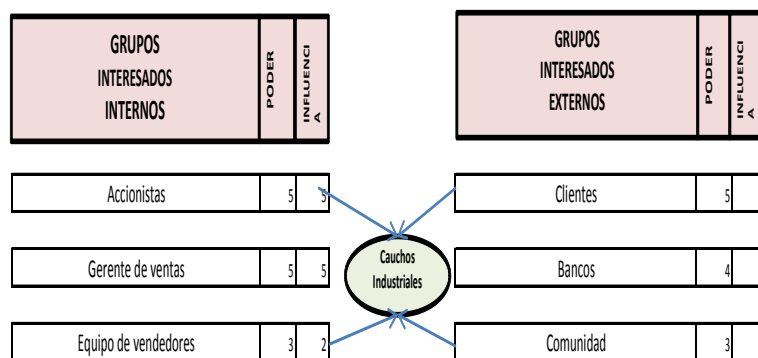 GRUPOS
INTERESADOS
INTERNOS
PODER
INFLUENCI
A
GRUPOS
INTERESADOS
EXTERNOS
PODER
INFLUENCI
A
Accionistas 5 5
Clientes 5
Gerente de ventas 5 5
Cauchos
Industriales
Bancos 4
Equipo de vendedores 3 2
Comunidad 3